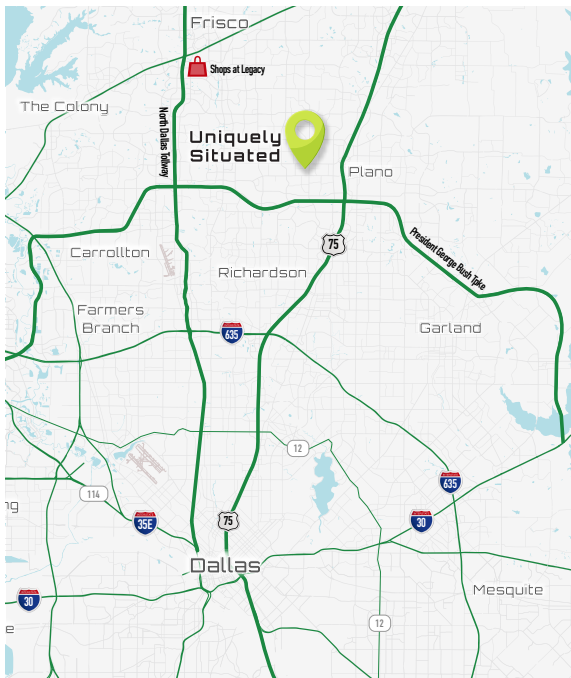 Frisco
Shops at Legacy
The Colony
North Dallas Tollway
Uniquely
Situated
Plano
75
President George Bush Tpke
Carrollton
Richardson
Farmers
Branch
635
Garland
12
635
114
35E
75
30
ng
Dallas
30
Mesquite
12
e